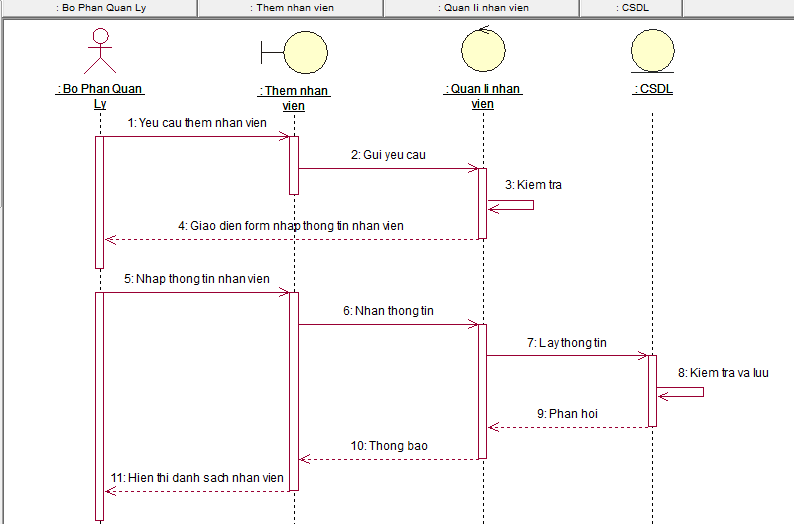 : Bo Phan Quan Ly
: Them nhan vien
: Quan li nhan vien
: CSDL
: Bo Phan Quan
Ly
: Them nhan
vien
: Quan li nhan
vien
: CSDL
1: Yeu cau them nhan vien
2: Gui yeu cau
3: Kiem tra
4: Giao dien form nhap thong tin nhan vien
5: Nhap thong tin nhan vien
6: Nhan thong tin
7: Lay thong tin
8: Kiem tra va luu
9: Phan hoi
10: Thong bao
11: Hien thi danh sach nhan vien